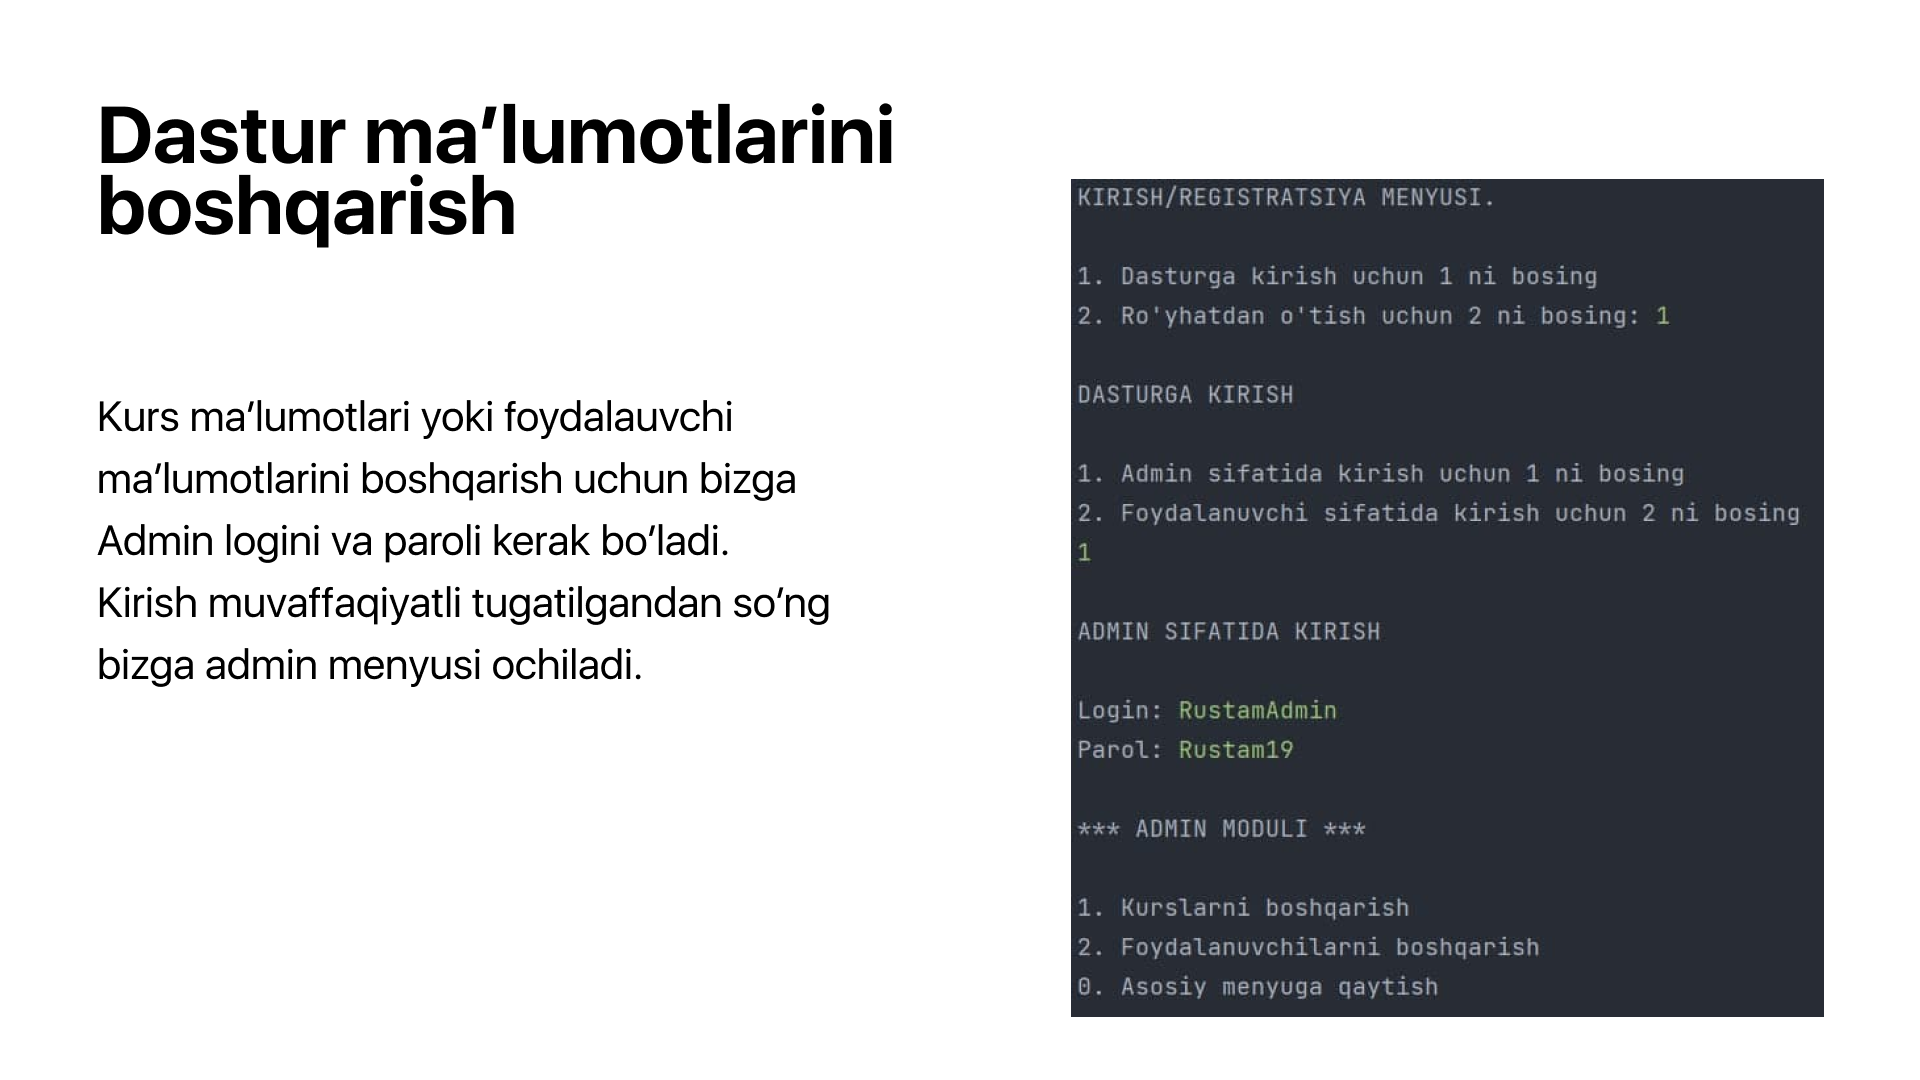 Dastur ma’lumotlarini
boshqarish
Kurs ma’lumotlari yoki foydalauvchi
ma’lumotlarini boshqarish uchun bizga
Admin logini va paroli kerak bo‘ladi.
Kirish muvaffaqiyatli tugatilgandan so‘ng
bizga admin menyusi ochiladi.
KIRISH/REGISTRATSIYA MENYUSI.
1. Dasturga kirish uchun 1 ni bosing
2. Ro'yhatdan o'tish uchun 2 ni bosing: 1
DASTURGA KIRISH
1. Admin sifatida kirish uchun 1 ni bosing
2. Foydalanuvchi sifatida kirish uchun 2 ni bosing
1
ADMIN SIFATIDA KIRISH
Login: RustamAdmin
Parol: Rustam19
*** ADMIN MODULI ***
1. Kurslarni boshqarish
2. Foydalanuvchilarni boshqarish
0. Asosiy menyuga qaytish